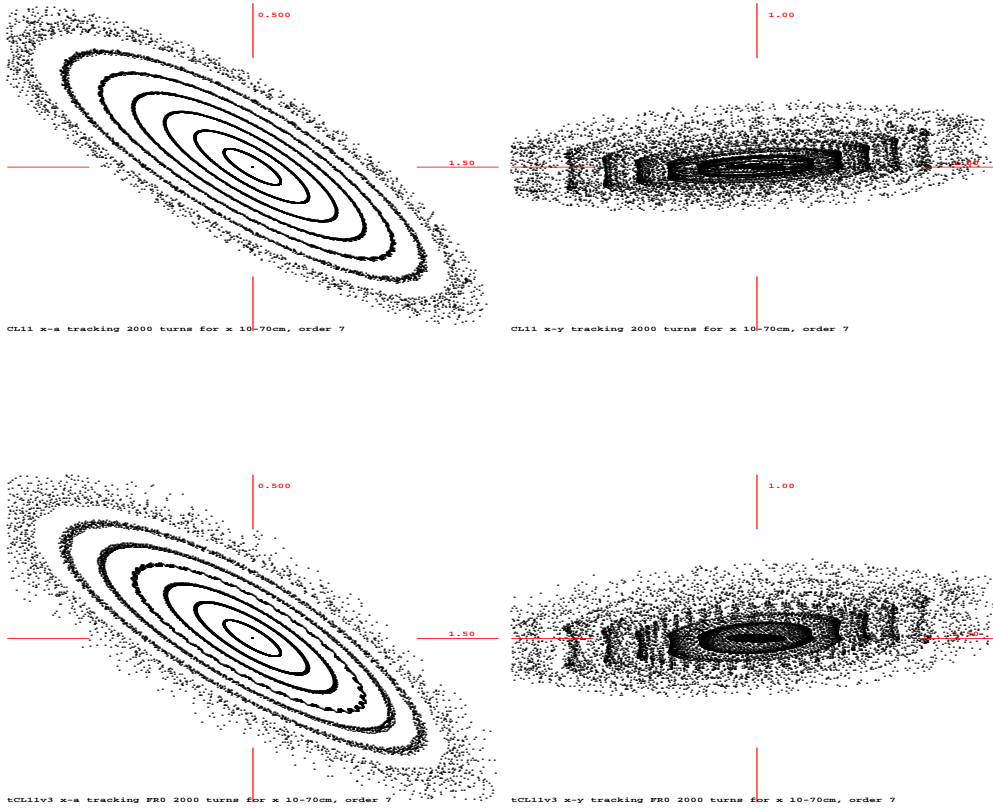 0.500
1.50
CL11 x-a tracking 2000 turns for x 10-70cm, order 7
1.00
1.50
CL11 x-y tracking 2000 turns for x 10-70cm, order 7
0.500
1.50
tCL11v3 x-a tracking FR0 2000 turns for x 10-70cm, order 7
1.00
1.50
tCL11v3 x-y tracking FR0 2000 turns for x 10-70cm, order 7